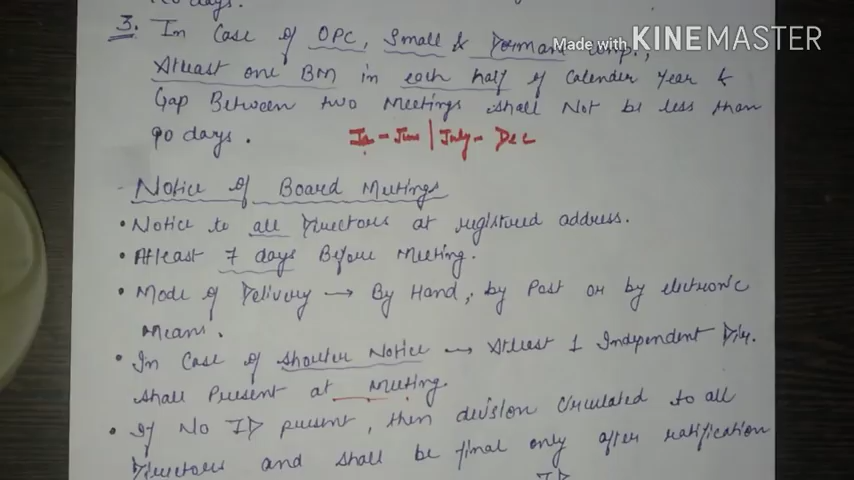 days.
3. In Case of OPC, Small & Dormant comp.,
Made with KINEMASTER
Atleast one BM in each half of Calender Year &
Gap Between two Meetings shall Not be less than
90 days.
Ja - June | July - Dec
- Notice of Board Meetings
• Notice to all Directors at registered address.
• Atleast 7 days Before Meeting.
• Mode of Delivery → By Hand, by Post or by electronic
means.
• In Case of shorter Notice → Atleast 1 Independent Dir.
shall Present at Meeting.
• If No ID present, then decision Circulated to all
Directors and shall be final only after ratification
ID